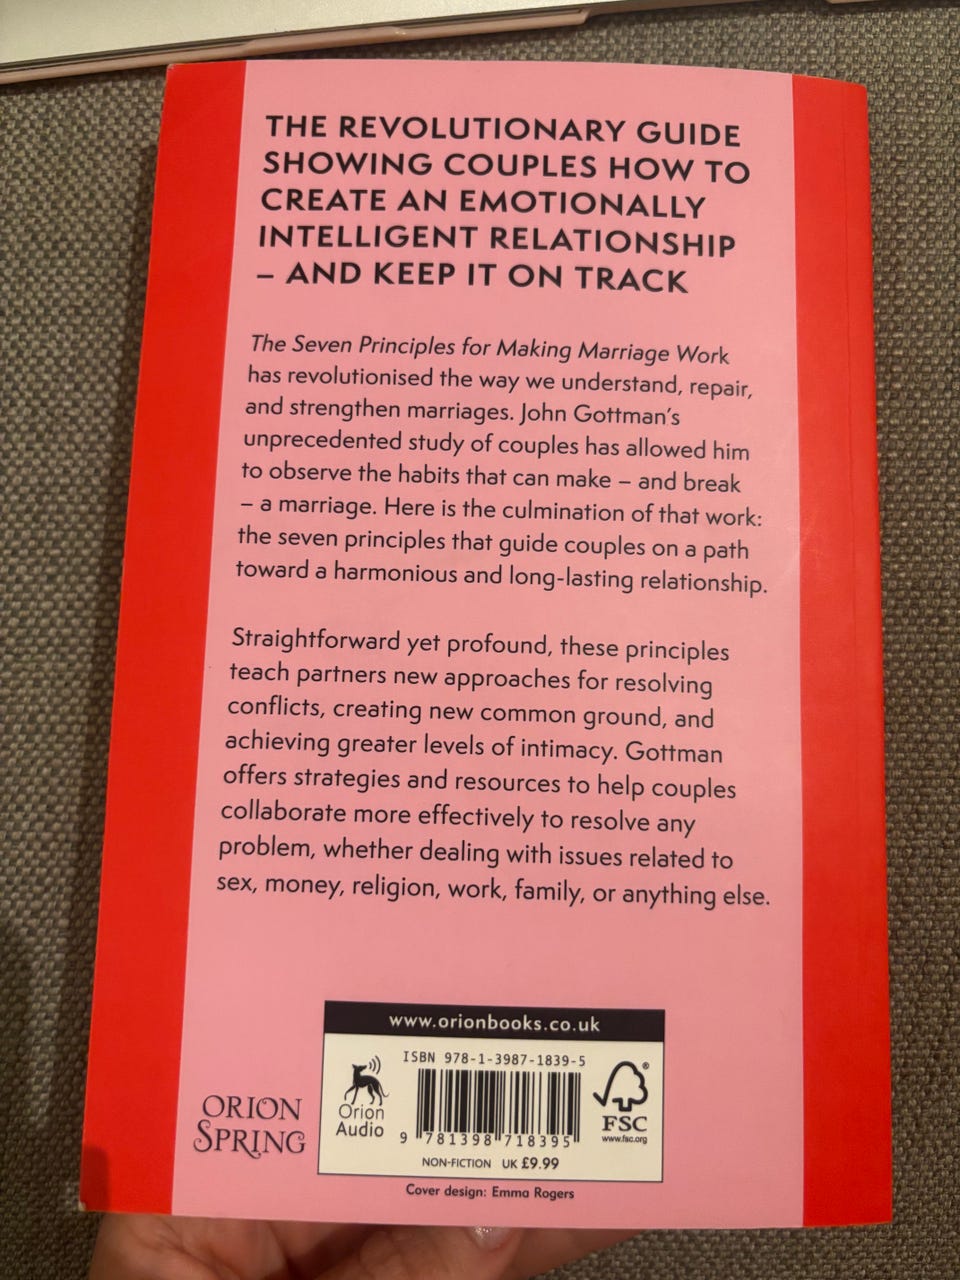 THE REVOLUTIONARY GUIDE
SHOWING COUPLES HOW TO
CREATE AN EMOTIONALLY
INTELLIGENT RELATIONSHIP
– AND KEEP IT ON TRACK
The Seven Principles for Making Marriage Work
has revolutionised the way we understand, repair,
and strengthen marriages. John Gottman's
unprecedented study of couples has allowed him
to observe the habits that can make – and break
– a marriage. Here is the culmination of that work:
the seven principles that guide couples on a path
toward a harmonious and long-lasting relationship.
Straightforward yet profound, these principles
teach partners new approaches for resolving
conflicts, creating new common ground, and
achieving greater levels of intimacy. Gottman
offers strategies and resources to help couples
collaborate more effectively to resolve any
problem, whether dealing with issues related to
sex, money, religion, work, family, or anything else.
www.orionbooks.co.uk
ISBN 978-1-3987-1839-5
Orion
Audio
9 781398 718395
FSC®
www.fsc.org
NON-FICTION UK £9.99
ORION
SPRING
Cover design: Emma Rogers